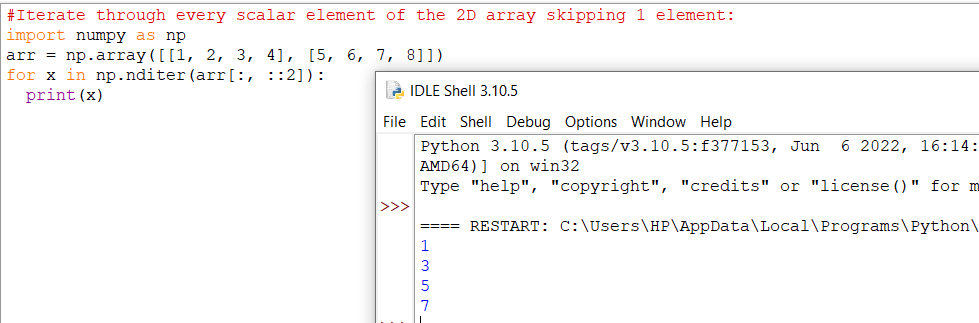 #Iterate through every scalar element of the 2D array skipping 1 element:
import numpy as np
arr = np.array([[1, 2, 3, 4], [5, 6, 7, 8]])
for x in np.nditer(arr[:, ::2]):
  print(x)
IDLE Shell 3.10.5
File Edit Shell Debug Options Window Help
Python 3.10.5 (tags/v3.10.5:f377153, Jun  6 2022, 16:14:
AMD64)] on win32
Type "help", "copyright", "credits" or "license()" for m
>>>
==== RESTART: C:\Users\HP\AppData\Local\Programs\Python\
1
3
5
7